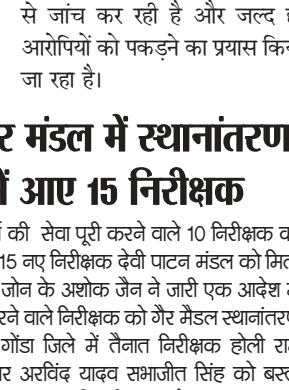 से जांच कर रही है और जल्द ह
आरोपियों को पकड़ने का प्रयास किय
जा रहा है।
र मंडल में स्थानांतरण
में आए 15 निरीक्षक
की सेवा पूरी करने वाले 10 निरीक्षक क
15 नए निरीक्षक देवी पाटन मंडल को मि
जोन के अशोक जैन ने जारी एक आदेश
रने वाले निरीक्षक को गैर मैडल स्थानांतर
गोंडा जिले में तैनात निरीक्षक होली रा
र अरविंद यादव सभाजीत सिंह को बस्